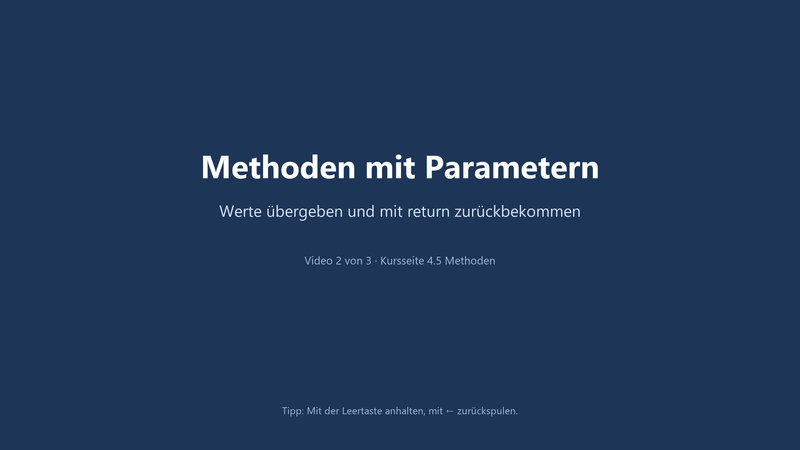 Methoden mit Parametern
Werte übergeben und mit return zurückbekommen
Video 2 von 3 · Kursseite 4.5 Methoden
Tipp: Mit der Leertaste anhalten, mit ← zurückspulen.